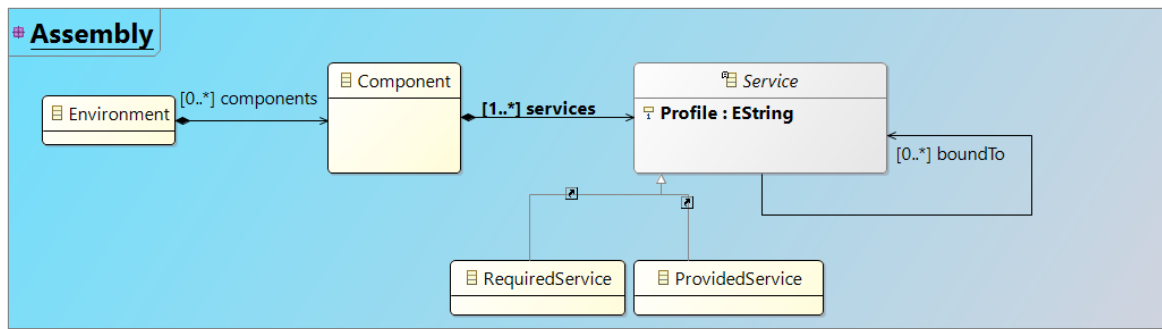 Assembly
Environment
[0..*] components
Component
[1..*] services
Service
Profile : EString
[0..*] boundTo
RequiredService
ProvidedService